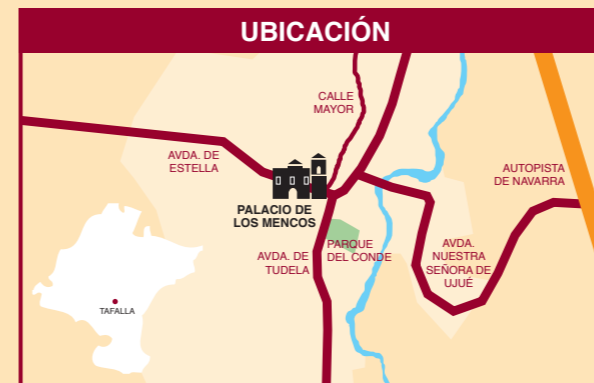 UBICACIÓN
CALLE
MAYOR
AVDA. DE
ESTELLA
AUTOPISTA
DE NAVARRA
PALACIO DE
LOS MENCOS
PARQUE
DEL CONDE
AVDA. DE
TUDELA
AVDA.
NUESTRA
SEÑORA DE
UJUÉ
TAFALLA